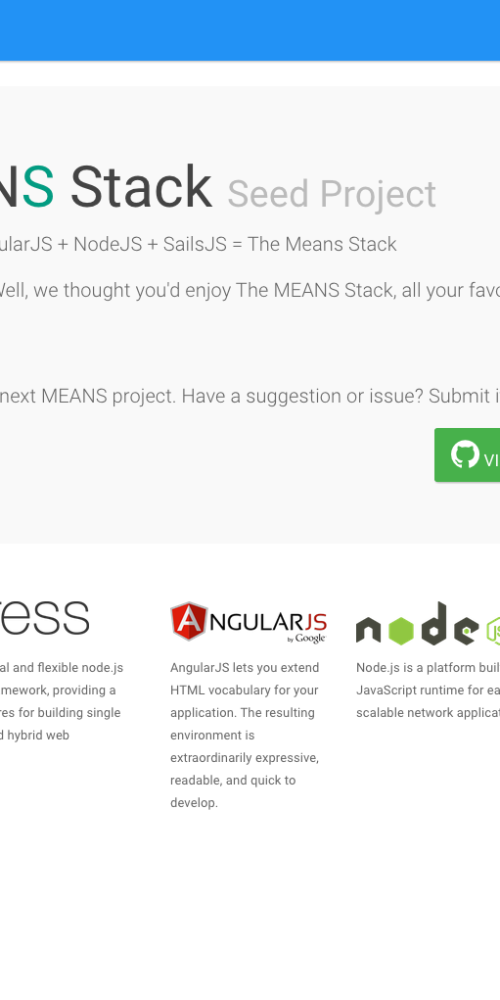 NS Stack Seed Project
ularJS + NodeJS + SailsJS = The Means Stack
Well, we thought you'd enjoy The MEANS Stack, all your favo
next MEANS project. Have a suggestion or issue? Submit i
VI
ress
ANGULARJS
by Google
node
JS
al and flexible node.js
mework, providing a
res for building single
d hybrid web
AngularJS lets you extend
HTML vocabulary for your
application. The resulting
environment is
extraordinarily expressive,
readable, and quick to
develop.
Node.js is a platform buil
JavaScript runtime for ea
scalable network applicat